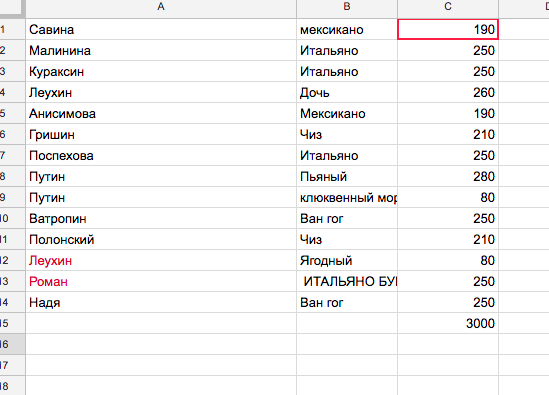 A B C D
1 Савина мексикано 190
2 Малинина Итальяно 250
3 Кураксин Итальяно 250
4 Леухин Дочь 260
5 Анисимова Мексикано 190
6 Гришин Чиз 210
7 Поспехова Итальяно 250
8 Путин Пьяный 280
9 Путин клюквенный 80
10 Ватропин Ван гог 250
11 Полонский Чиз 210
12 Леухин Ягодный 80
13 Роман ИТАЛЬЯНО 250
14 Надя Ван гог 250
15 3000
16
17
18